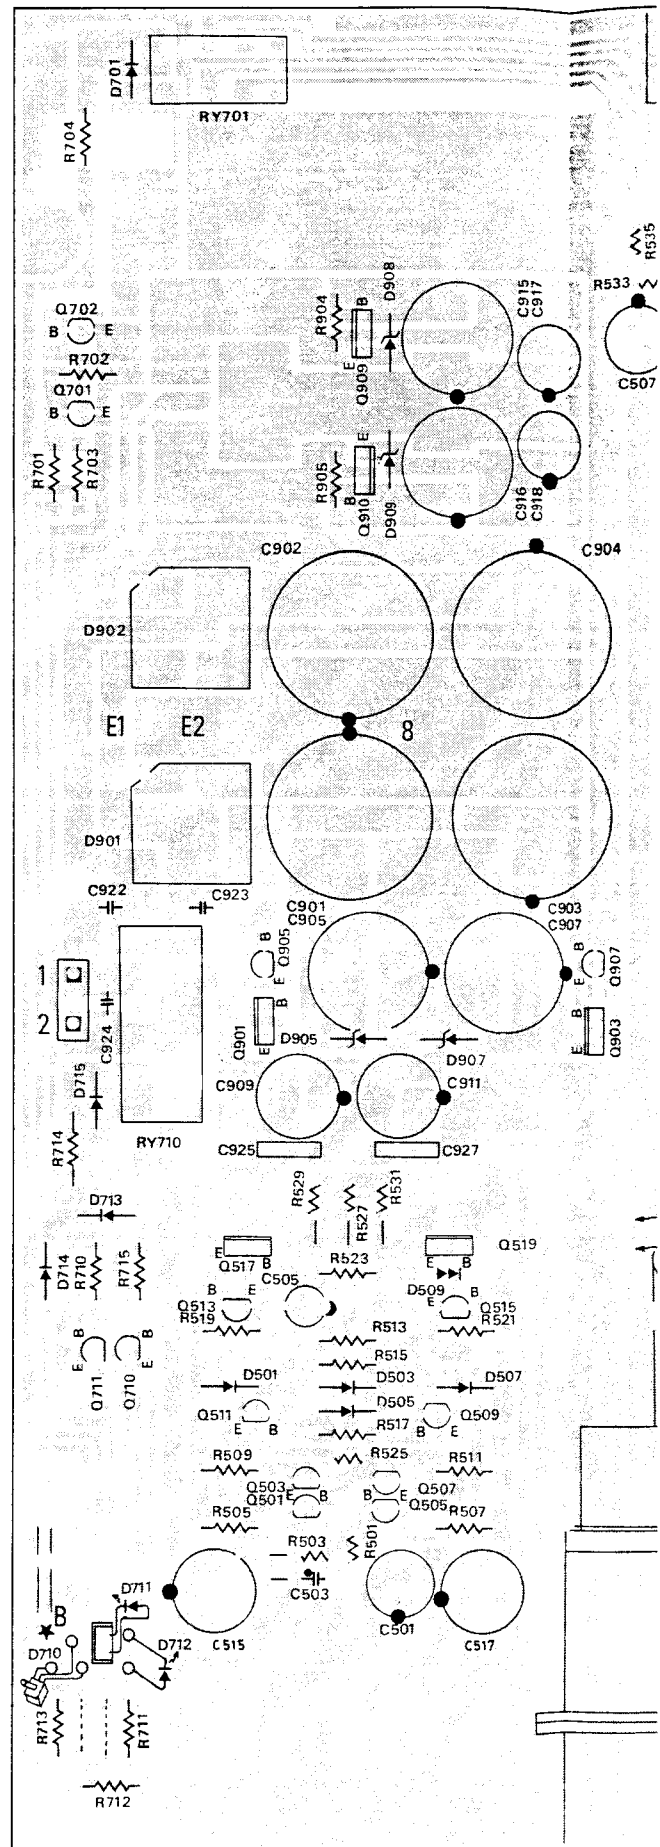 D701
RY701
R704
R535
D908
C915
C917
R533
R904
B
Q702
B
E
R702
E
Q909
C507
Q701
B
E
R701
R703
R905
E
B
Q910
D909
C916
C918
C902
C904
D902
E1
E2
8
D901
C922
C923
C901
C905
C903
C907
B
E
Q905
B
E
Q907
1
2
C924
Q901
B
E
D905
D907
B
E
Q903
D715
C909
C911
R714
RY710
C925
C927
R529
R527
R531
D713
E
B
Q517
E
B
Q519
D714
R710
R715
C505
R523
D509
B
E
Q513
R519
E
B
Q515
R521
R513
R515
B
E
Q711
B
E
Q710
D501
D503
D507
D505
Q511
E
B
R517
B
E
Q509
R509
R525
R511
Q503
Q501
E
B
B
E
Q507
Q505
R505
R507
R503
R501
C503
D711
★B
D710
D712
C515
C501
C517
R713
R711
R712